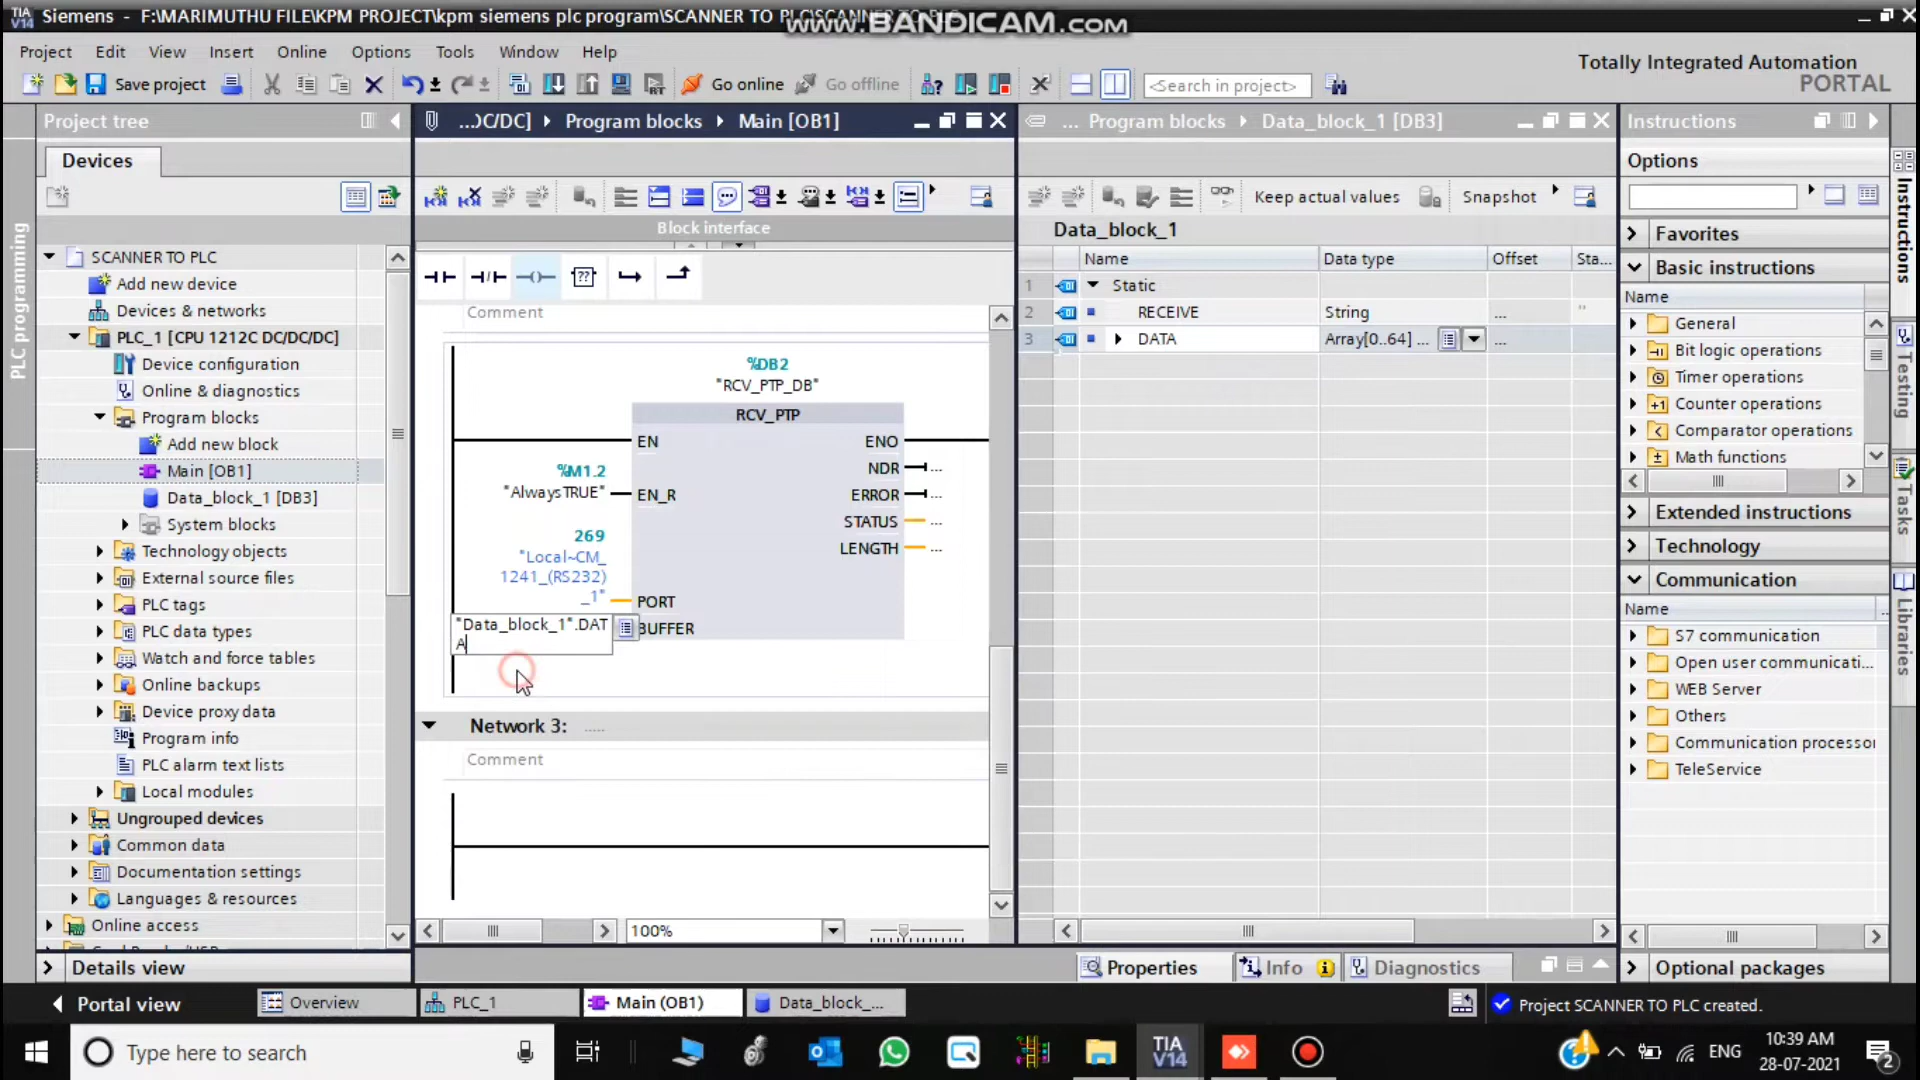 Siemens - F:\MARIMUTHU FILE\KPM PROJECT\kpm siemens plc program\SCANNER TO PLC\SCANNER TO PLC
www.BANDICAM.com
Project Edit View Insert Online Options Tools Window Help
Totally Integrated Automation
PORTAL
Save project
Go online
Go offline
<Search in project>
Project tree
...)C/DC] Program blocks Main [OB1]
... Program blocks Data_block_1 [DB3]
Instructions
Devices
Options
PLC programming
Keep actual values
Snapshot
Block interface
Data_block_1
Name Data type Offset Sta...
1 Static
2 RECEIVE String ... ''
3 DATA Array[0..64] ... ...
SCANNER TO PLC
Add new device
Devices & networks
PLC_1 [CPU 1212C DC/DC/DC]
Device configuration
Online & diagnostics
Program blocks
Add new block
Main [OB1]
Data_block_1 [DB3]
System blocks
Technology objects
External source files
PLC tags
PLC data types
Watch and force tables
Online backups
Device proxy data
Program info
PLC alarm text lists
Local modules
Ungrouped devices
Common data
Documentation settings
Languages & resources
Online access
Details view
Comment
%DB2
"RCV_PTP_DB"
RCV_PTP
EN
ENO
%M1.2
"AlwaysTRUE"
EN_R
NDR ...
ERROR ...
STATUS ...
LENGTH ...
269
"Local~CM_
1241_(RS232)
_1"
PORT
"Data_block_1".DAT
A
BUFFER
Network 3: .....
Comment
100%
Favorites
Basic instructions
Name
General
Bit logic operations
Timer operations
Counter operations
Comparator operations
Math functions
Extended instructions
Technology
Communication
Name
S7 communication
Open user communicati...
WEB Server
Others
Communication processo
TeleService
Optional packages
Instructions
Testing
Tasks
Libraries
Properties
Info
Diagnostics
Portal view
Overview
PLC_1
Main (OB1)
Data_block_...
Project SCANNER TO PLC created.
Type here to search
TIA
V14
ENG
10:39 AM
28-07-2021
2